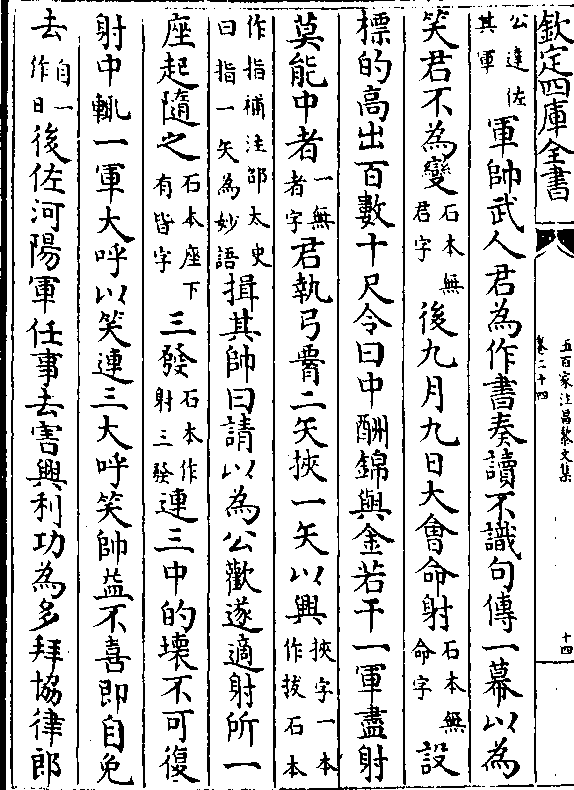 欽定四庫全書
五百家注昌黎文集
卷二十四
十四
公達佐其軍軍帥武人君為作書奏讀不識句傳一幕以為
笑君不為變石本無君字後九月九日大會命射石本無命字設
標的高出百數十尺令曰中酬錦與金若干一軍盡射
莫能中者一無者字君執弓腰二矢挾一矢以興挾字一本作拔石本
作指補注邵太史曰指一矢為妙語揖其帥曰請以為公歡遂適射所一
座起隨之石本座下有皆字三發石本作射三發連三中的壞不可復
射中輒一軍大呼以笑連三大呼笑帥益不喜即自免
去自一作日後佐河陽軍任事去害興利功為多拜協律郎